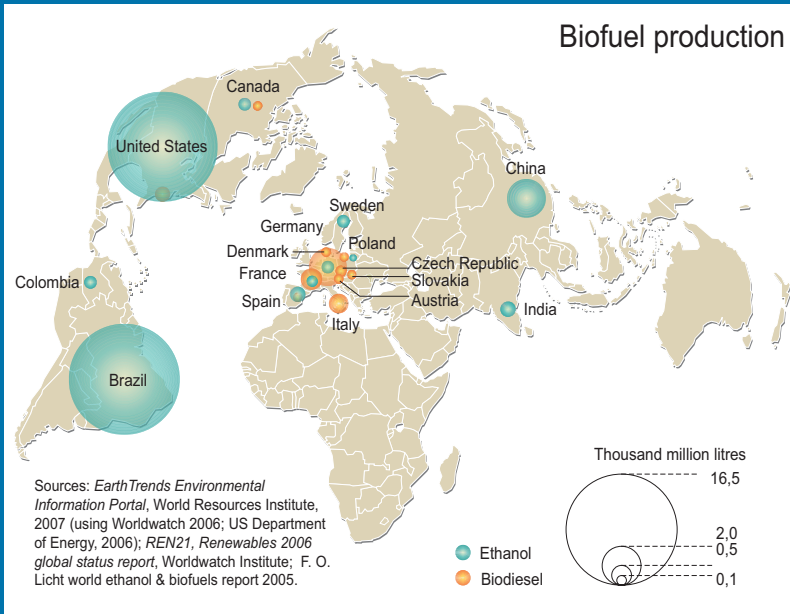 Biofuel production
Canada
United States
China
Sweden
Germany
Poland
Denmark
Czech Republic
France
Slovakia
Colombia
Austria
Spain
India
Italy
Brazil
Thousand million litres
16,5
2,0
0,5
0,1
Ethanol
Biodiesel
Sources: EarthTrends Environmental
Information Portal, World Resources Institute,
2007 (using Worldwatch 2006; US Department
of Energy, 2006); REN21, Renewables 2006
global status report, Worldwatch Institute; F. O.
Licht world ethanol & biofuels report 2005.